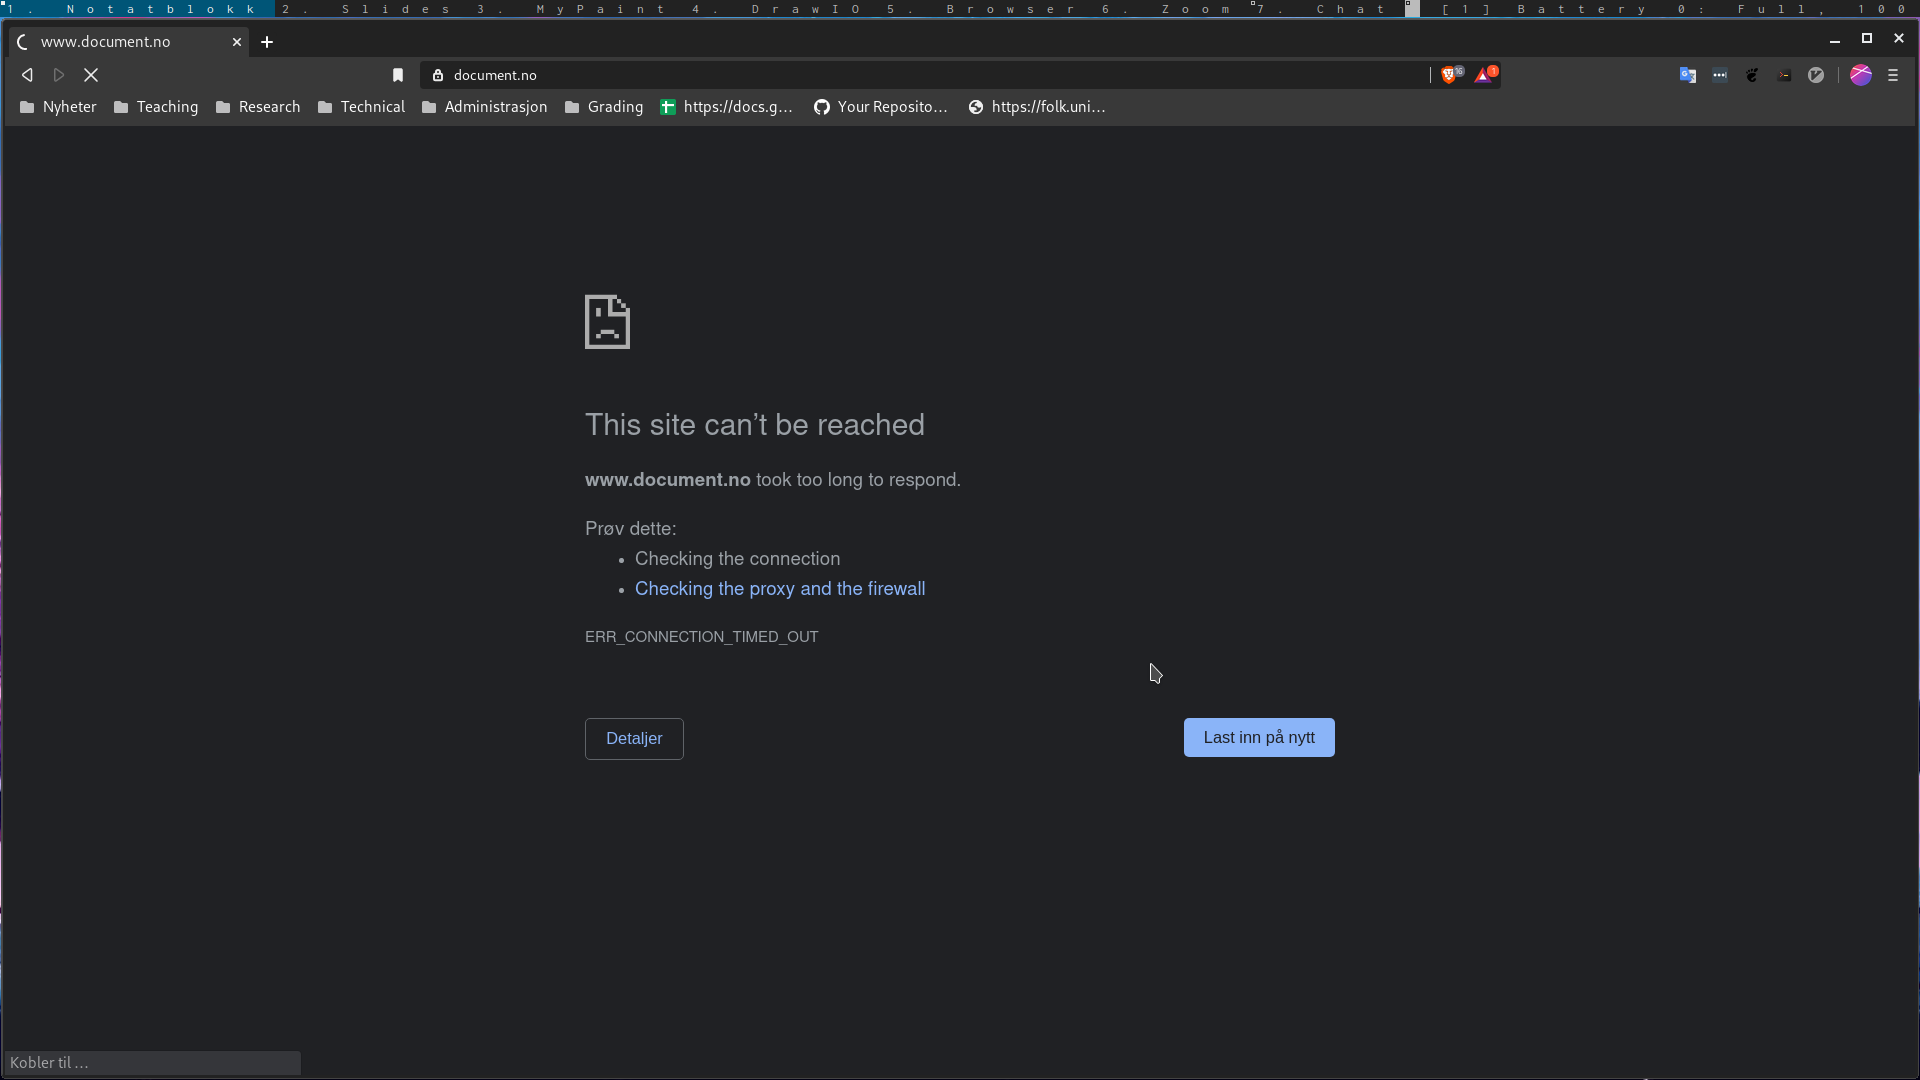 1. Notatblokk 2. Slides 3. MyPaint 4. DrawIO 5. Browser 6. Zoom 7. Chat [1] Battery 0: Full, 100
www.document.no
document.no
16
1
Nyheter Teaching Research Technical Administrasjon Grading https://docs.g... Your Reposito... https://folk.uni...
This site can’t be reached
www.document.no took too long to respond.
Prøv dette:
• Checking the connection
• Checking the proxy and the firewall
ERR_CONNECTION_TIMED_OUT
Detaljer Last inn på nytt
Kobler til ...